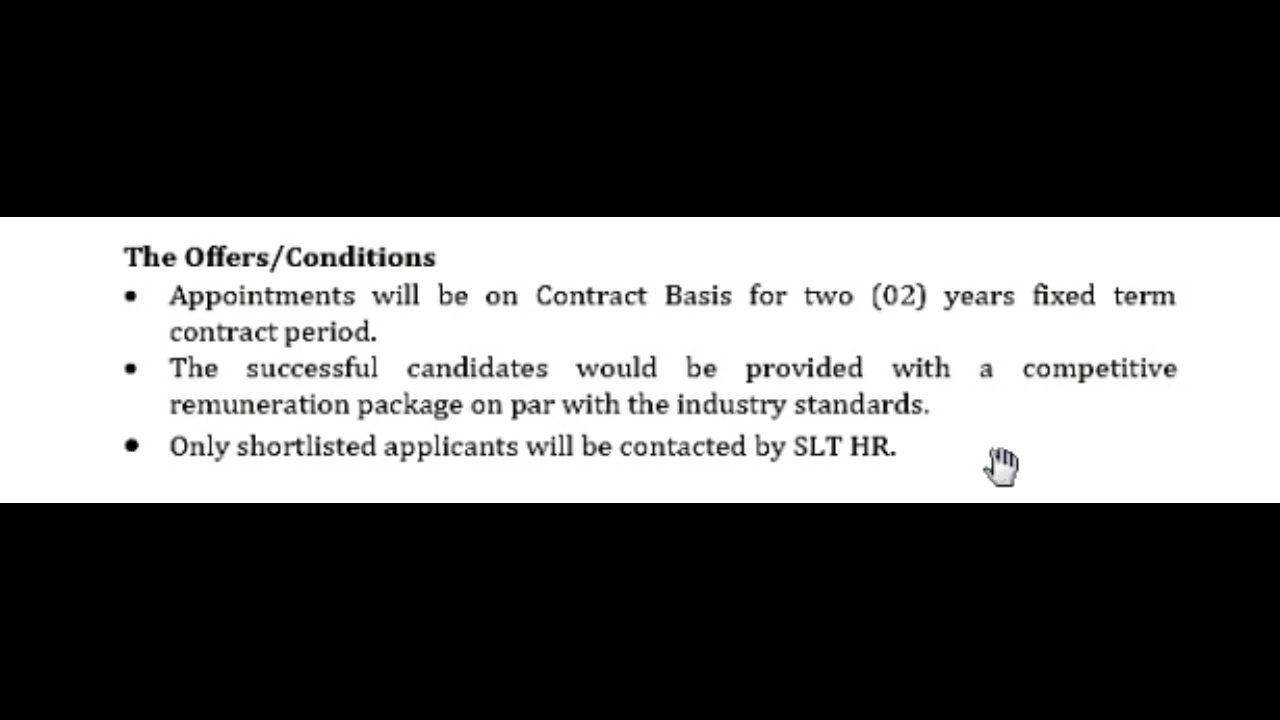 The Offers/Conditions
• Appointments will be on Contract Basis for two (02) years fixed term
contract period.
• The successful candidates would be provided with a competitive
remuneration package on par with the industry standards.
• Only shortlisted applicants will be contacted by SLT HR.